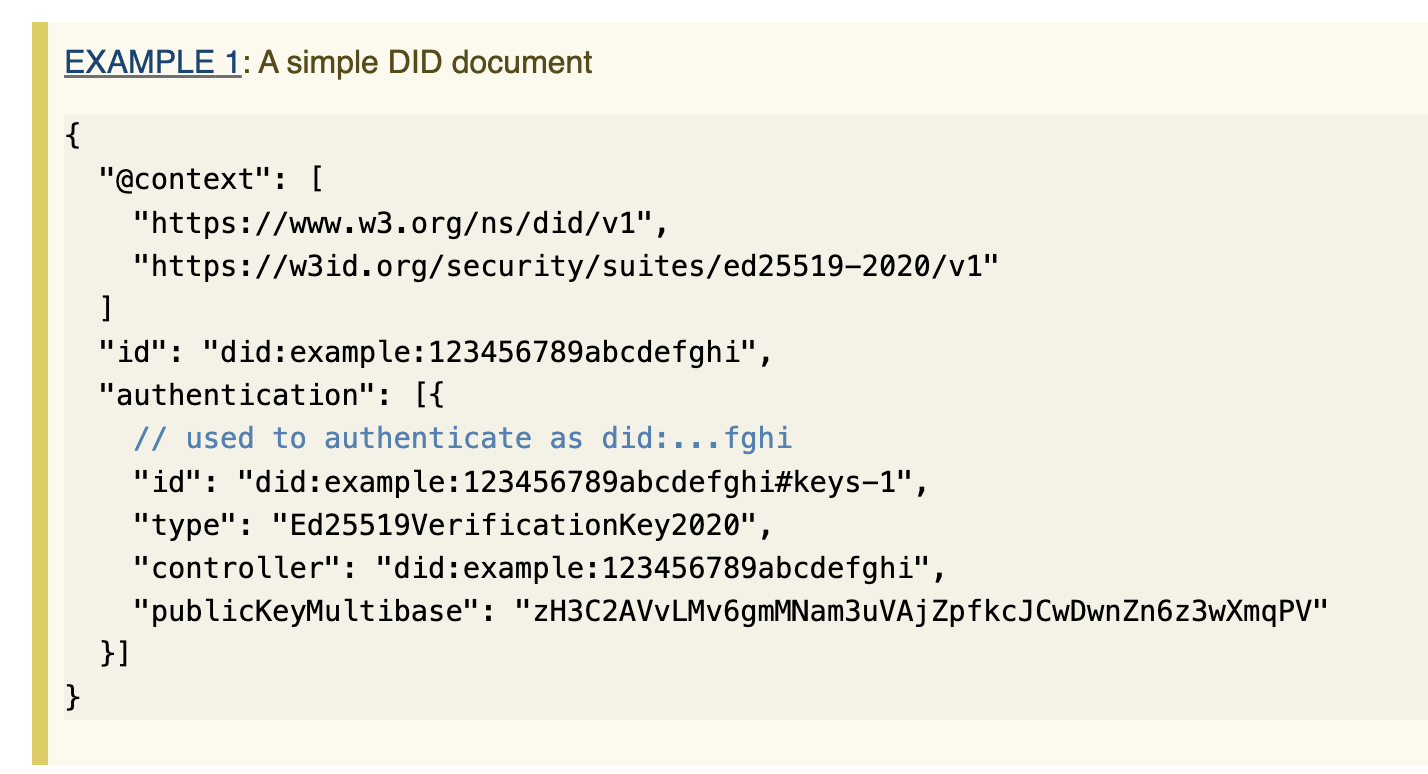 EXAMPLE 1: A simple DID document
{
  "@context": [
    "https://www.w3.org/ns/did/v1",
    "https://w3id.org/security/suites/ed25519-2020/v1"
  ]
  "id": "did:example:123456789abcdefghi",
  "authentication": [{
    // used to authenticate as did:...fghi
    "id": "did:example:123456789abcdefghi#keys-1",
    "type": "Ed25519VerificationKey2020",
    "controller": "did:example:123456789abcdefghi",
    "publicKeyMultibase": "zH3C2AVvLMv6gmMNam3uVAjZpfkcJCwDwnZn6z3wXmqPV"
  }]
}